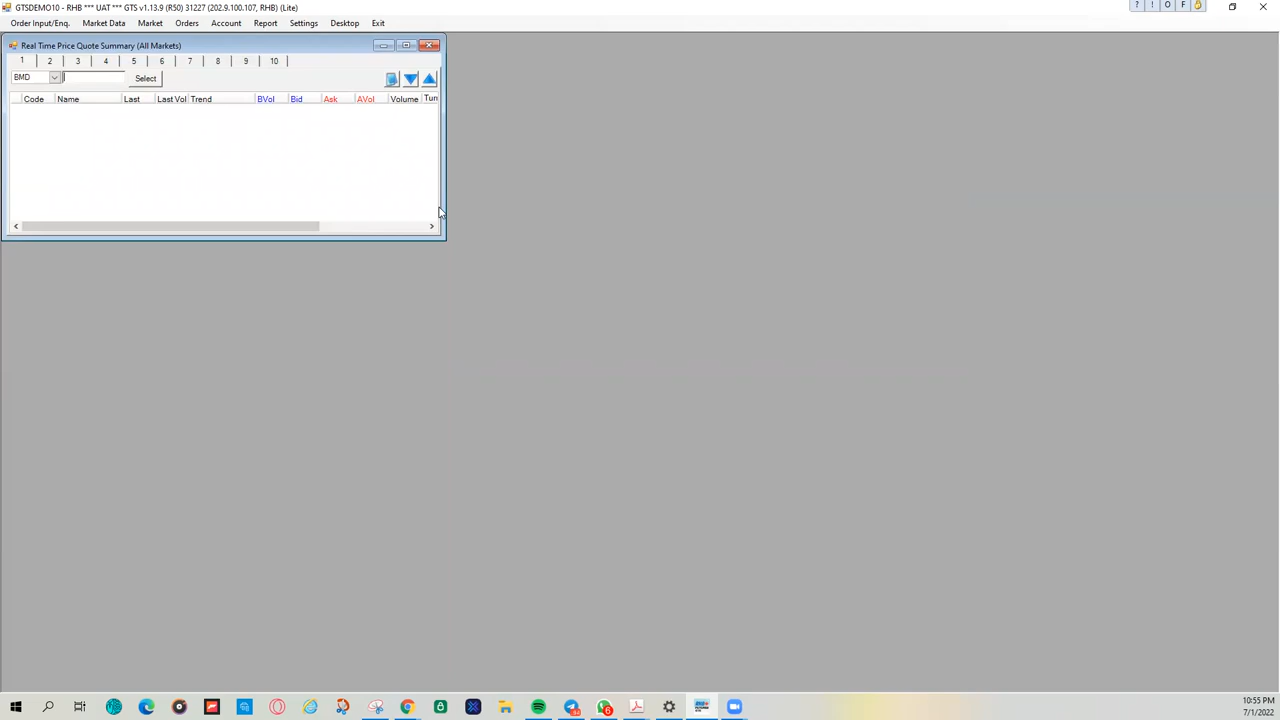 GTSDEMO10 - RHB *** UAT *** GTS v1.13.9 (R50) 31227 (202.9.100.107, RHB) (Lite)
? ! O F
Order Input/Enq. Market Data Market Orders Account Report Settings Desktop Exit
Real Time Price Quote Summary (All Markets)
1 2 3 4 5 6 7 8 9 10
BMD Select
Code Name Last Last Vol Trend BVol Bid Ask AVol Volume Turn
10:55 PM
7/1/2022